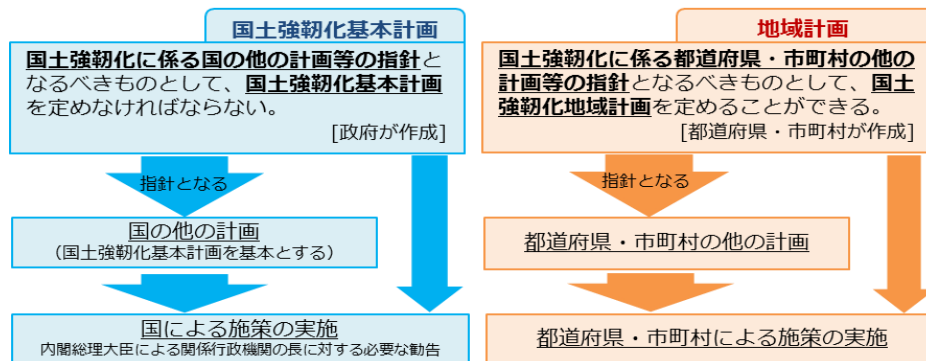 国土強靭化基本計画
国土強靭化に係る国の他の計画等の指針と
なるべきものとして、国土強靭化基本計画
を定めなければならない。
[政府が作成]
指針となる
国の他の計画
（国土強靭化基本計画を基本とする）
国による施策の実施
内閣総理大臣による関係行政機関の長に対する必要な勧告
地域計画
国土強靭化に係る都道府県・市町村の他の
計画等の指針となるべきものとして、国土
強靭化地域計画を定めることができる。
[都道府県・市町村が作成]
指針となる
都道府県・市町村の他の計画
都道府県・市町村による施策の実施